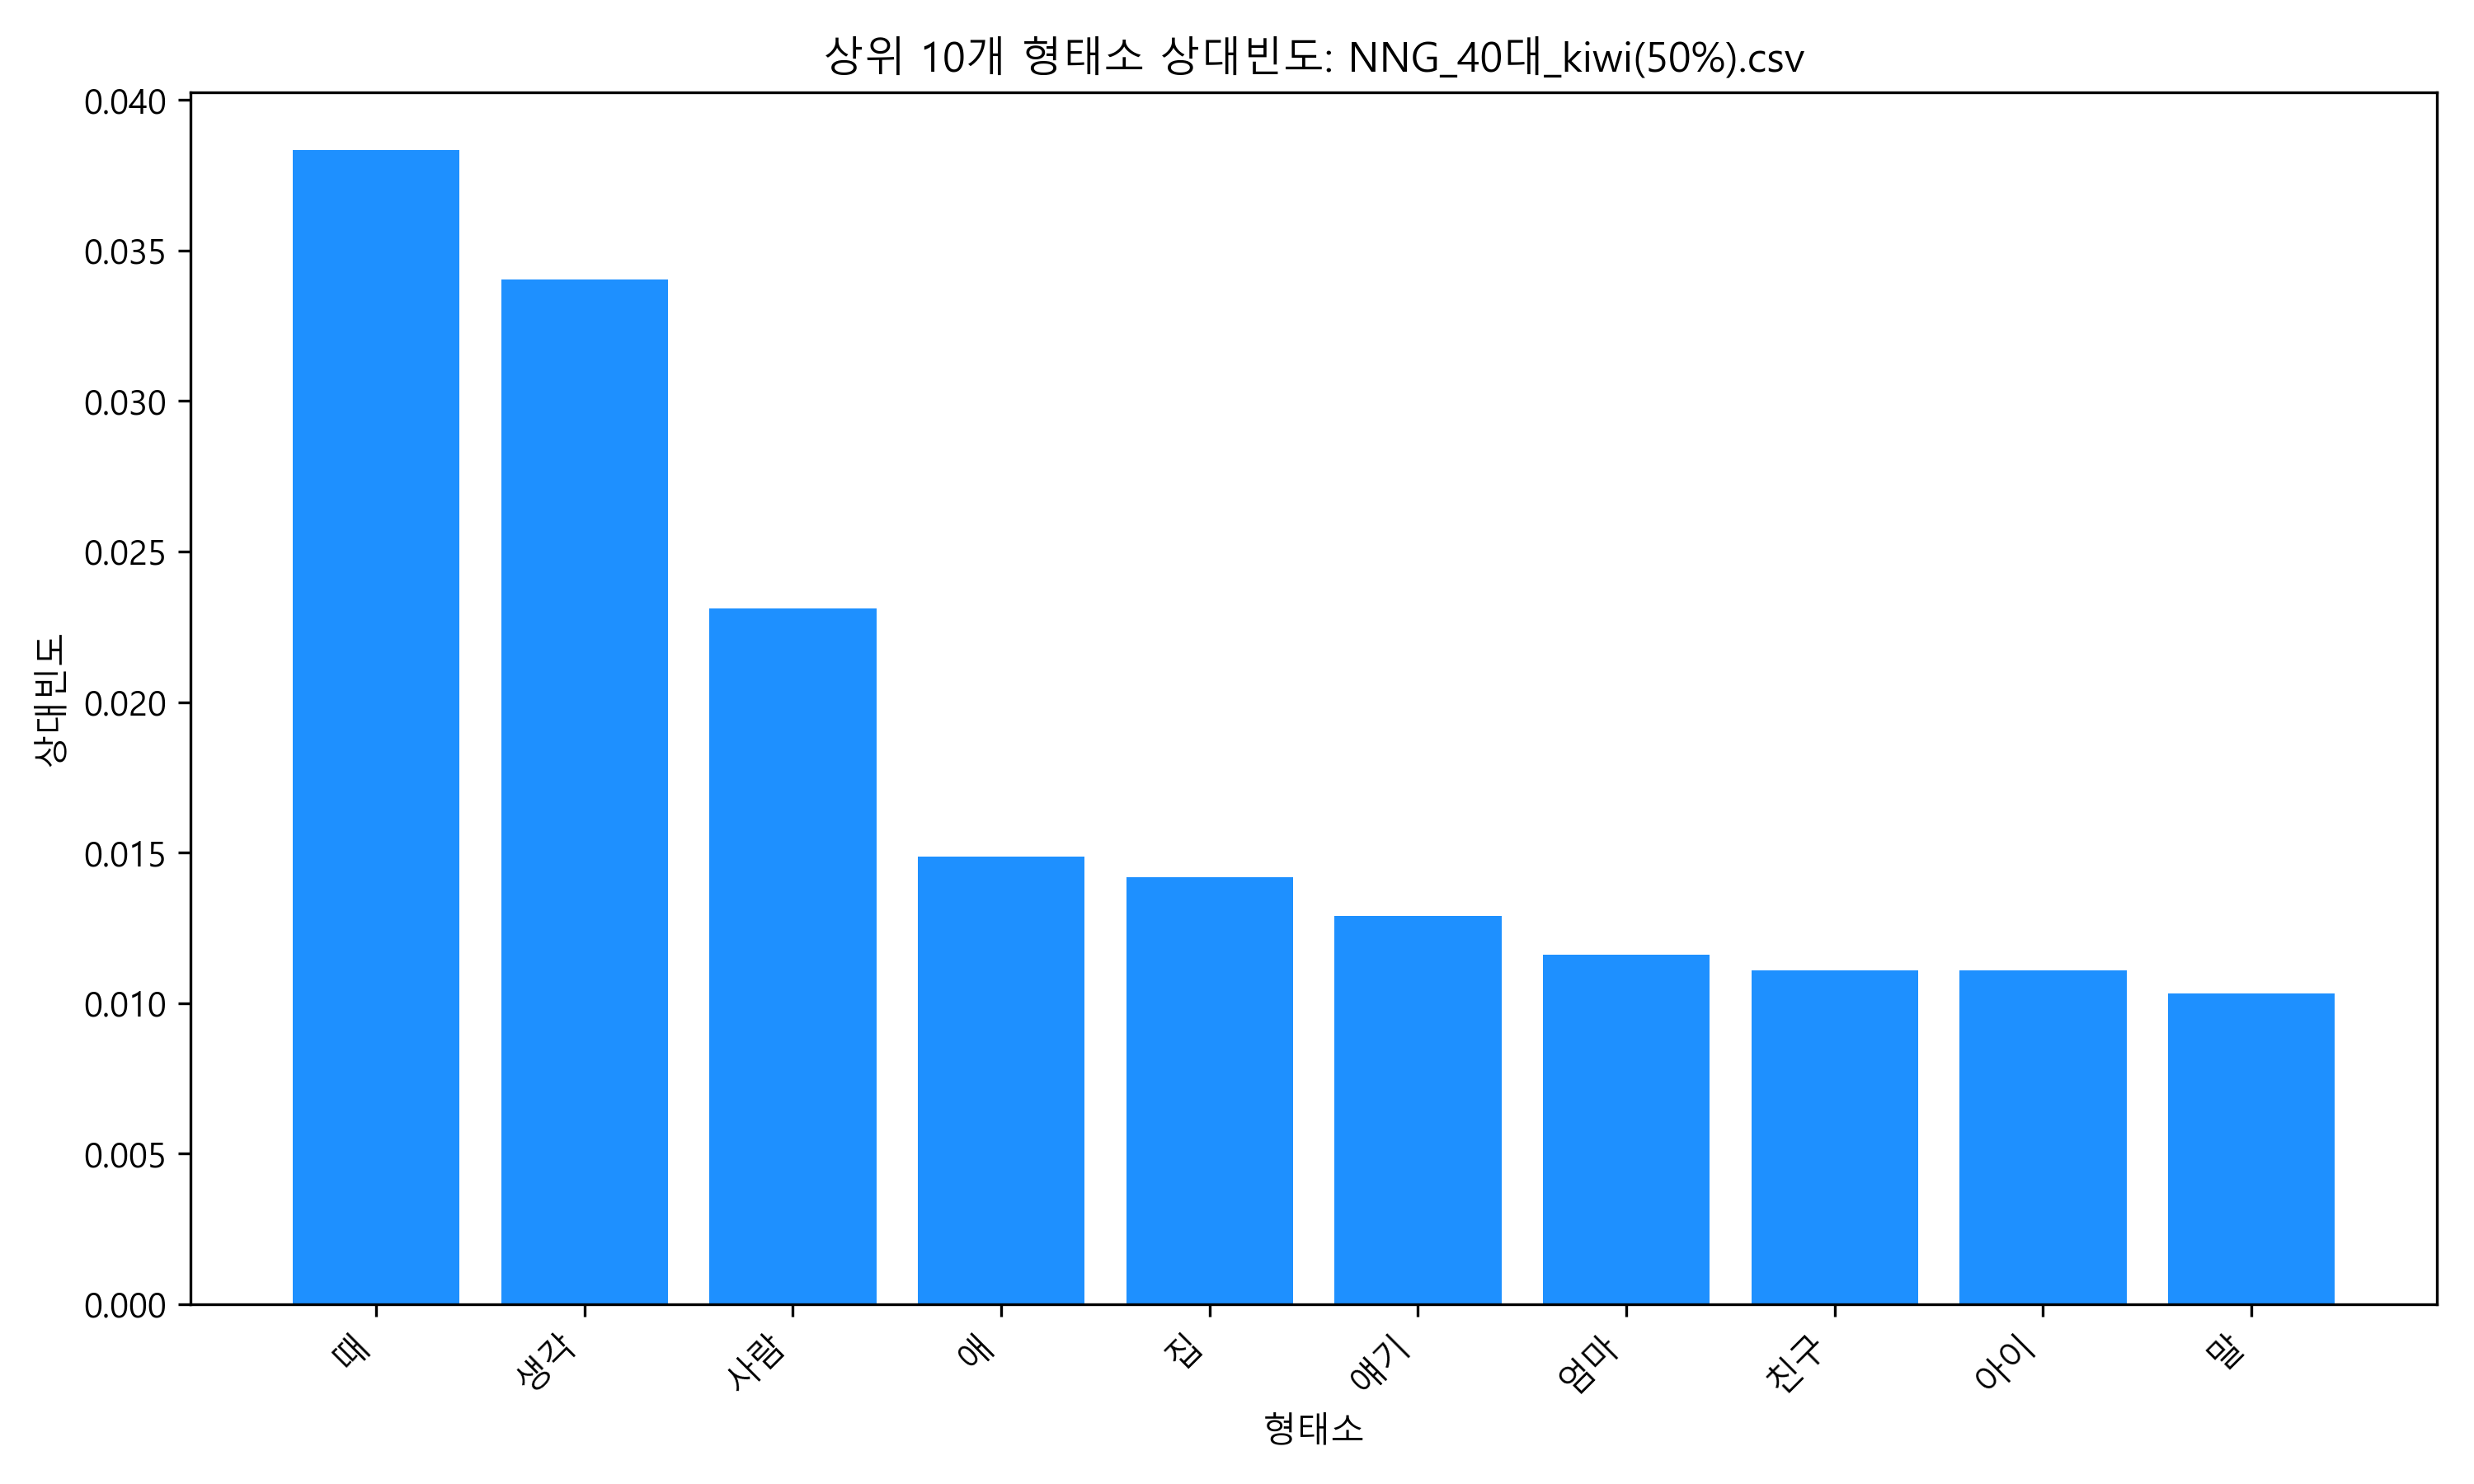 상위 10개 형태소 상대빈도: NNG_40대_kiwi(50%).csv
0.040
0.035
0.030
0.025
0.020
0.015
0.010
0.005
0.000
상대빈도
때
생각
사람
애
집
얘기
엄마
친구
아이
말
형태소